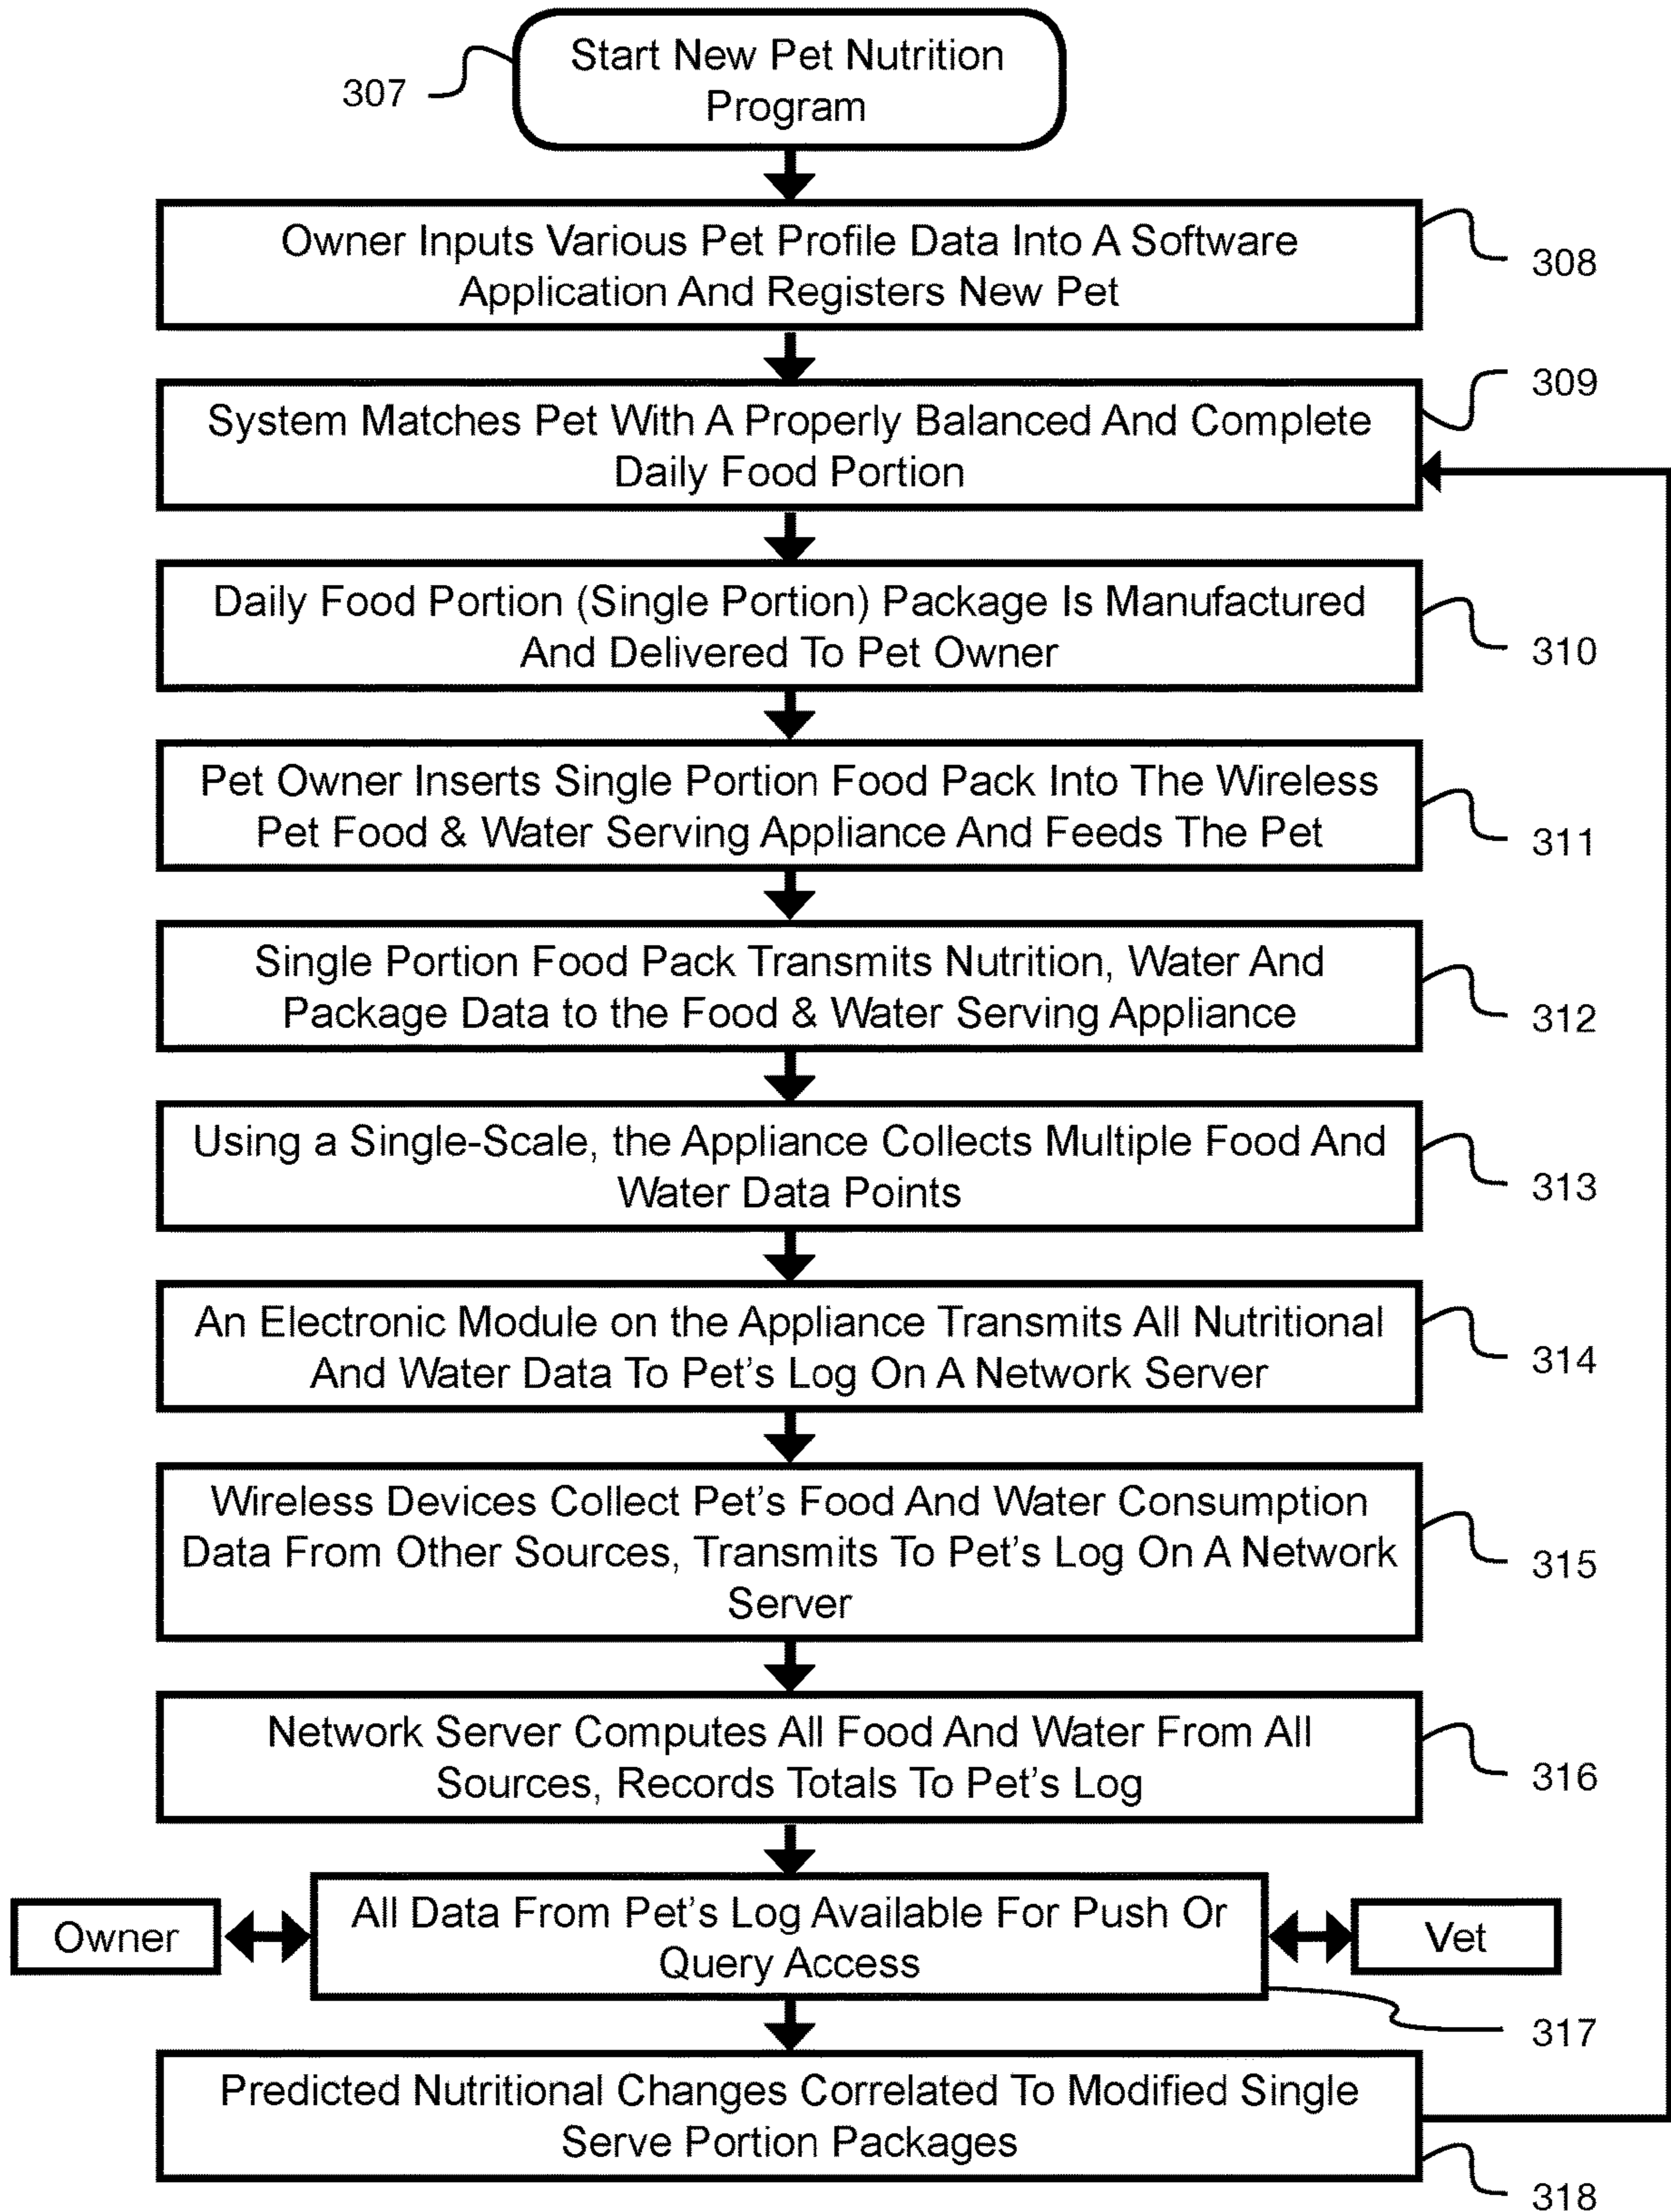 Start New Pet Nutrition
Program
307
Owner Inputs Various Pet Profile Data Into A Software
Application And Registers New Pet
308
System Matches Pet With A Properly Balanced And Complete
Daily Food Portion
309
Daily Food Portion (Single Portion) Package Is Manufactured
And Delivered To Pet Owner
310
Pet Owner Inserts Single Portion Food Pack Into The Wireless
Pet Food & Water Serving Appliance And Feeds The Pet
311
Single Portion Food Pack Transmits Nutrition, Water And
Package Data to the Food & Water Serving Appliance
312
Using a Single-Scale, the Appliance Collects Multiple Food And
Water Data Points
313
An Electronic Module on the Appliance Transmits All Nutritional
And Water Data To Pet's Log On A Network Server
314
Wireless Devices Collect Pet's Food And Water Consumption
Data From Other Sources, Transmits To Pet's Log On A Network
Server
315
Network Server Computes All Food And Water From All
Sources, Records Totals To Pet's Log
316
Owner
All Data From Pet's Log Available For Push Or
Query Access
Vet
317
Predicted Nutritional Changes Correlated To Modified Single
Serve Portion Packages
318